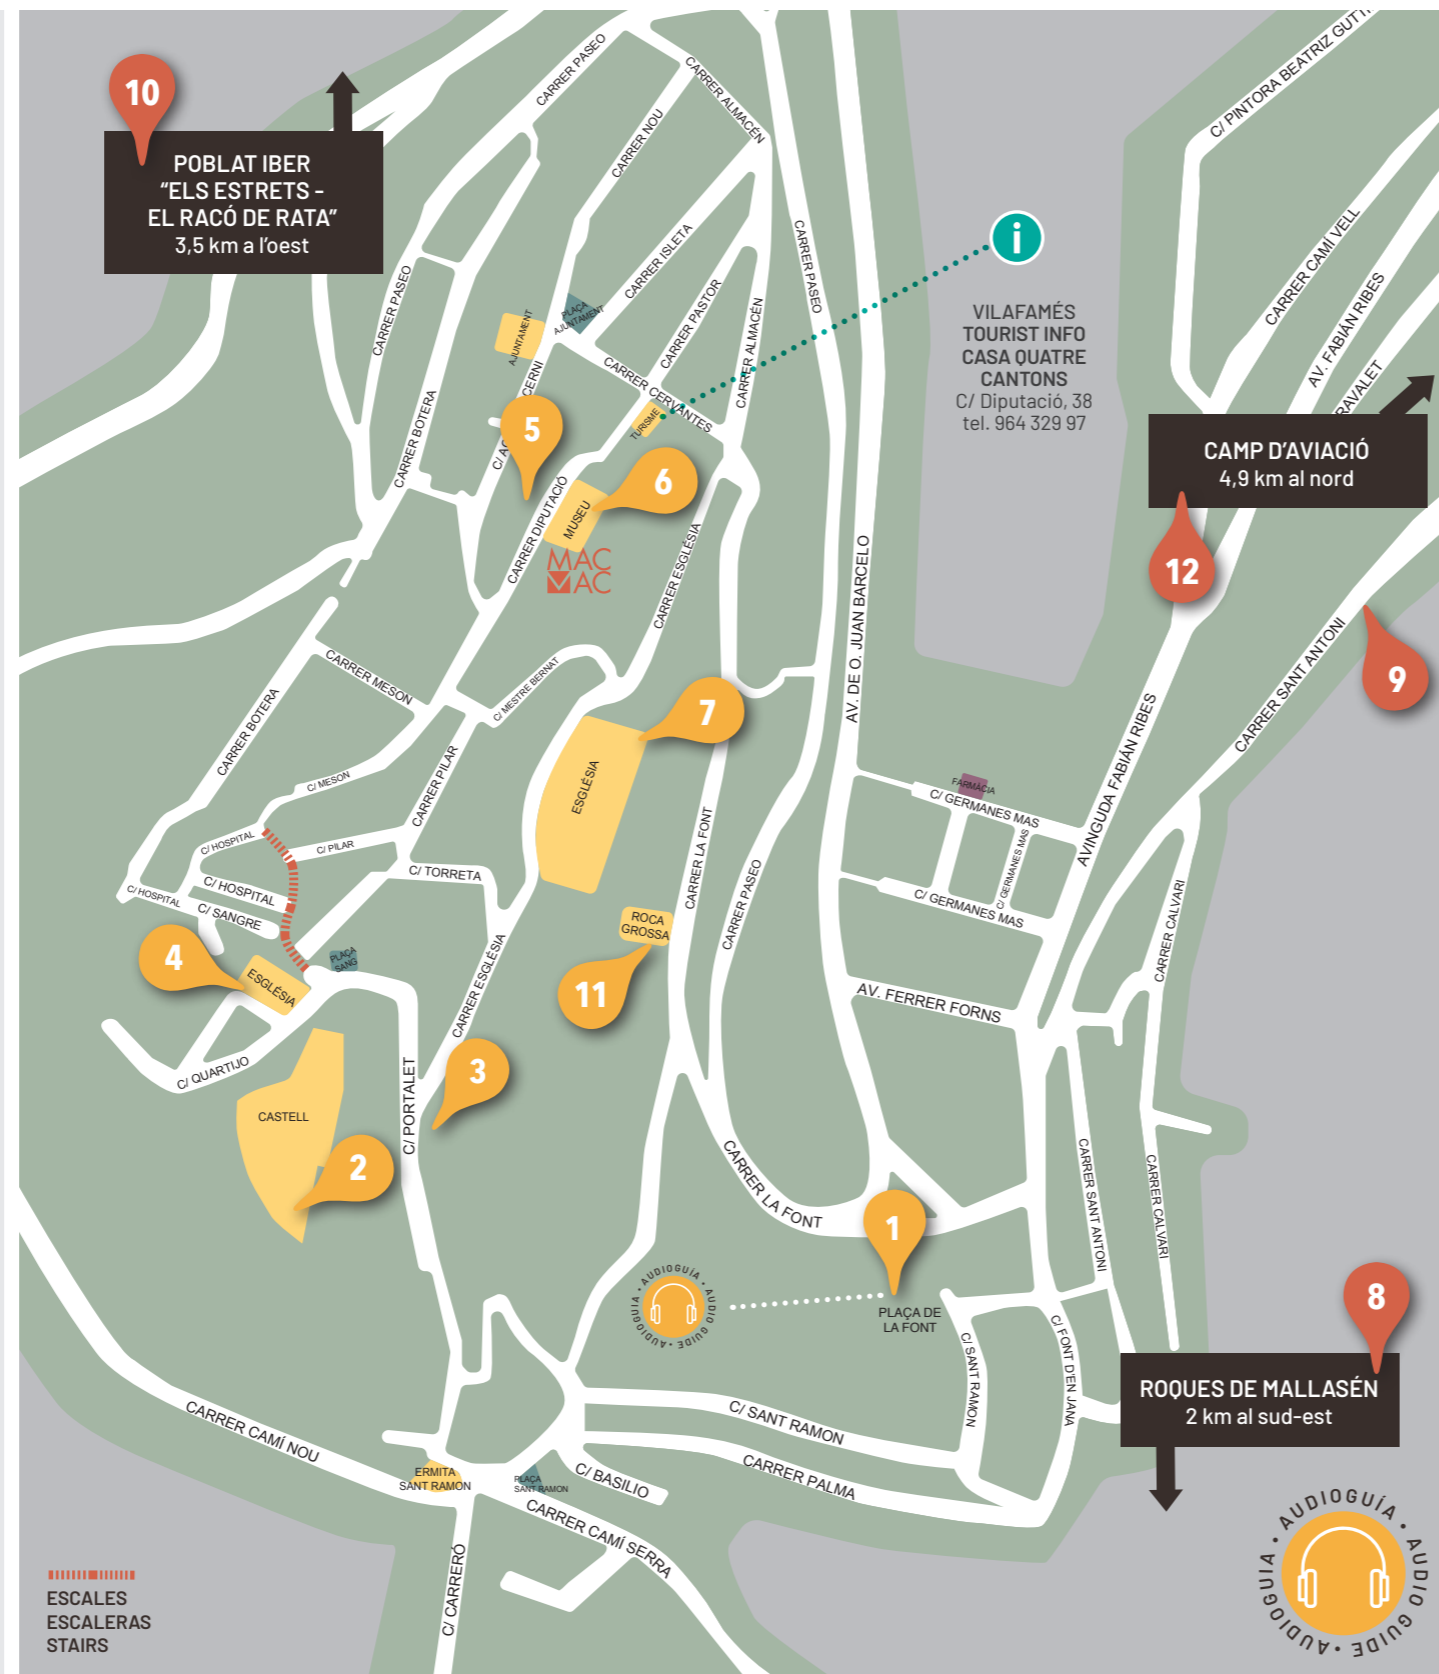 10
POBLAT IBER
“ELS ESTRETS -
EL RACÓ DE RATA”
3,5 km a l’oest
CARRER PASEO
CARRER ALMACÉN
CARRER NOU
CARRER PASEO
C/ PINTORA BEATRIZ GUTT
CARRER CAMÍ VELL
AV. FABIÁN RIBES
RAVALET
i
VILAFAMÉS
TOURIST INFO
CASA QUATRE
CANTONS
C/ Diputació, 38
tel. 964 329 97
CARRER ISLETA
CARRER PASTOR
CARRER ALMACÉN
CARRER PASEO
PLAÇA
AJUNTAMENT
AJUNTAMENT
CARRER CERVANTES
TURISME
CERNI
C/ AG
5
6
CARRER BOTERA
CARRER DIPUTACIÓ
MUSEU
MAC
VAC
CARRER ESGLÉSIA
CAMP D’AVIACIÓ
4,9 km al nord
12
9
AV. DE O. JUAN BARCELO
CARRER SANT ANTONI
AVINGUDA FABIÁN RIBES
CARRER MESON
C/ MESTRE BERNAT
CARRER BOTERA
7
ESGLÉSIA
C/ MESON
CARRER PILAR
FARMÀCIA
C/ GERMANES MAS
C/ GERMANES MAS
C/ GERMANES MAS
C/ HOSPITAL
C/ PILAR
C/ HOSPITAL
C/ HOSPITAL
C/ SANGRE
C/ TORRETA
CARRER LA FONT
CARRER PASEO
CARRER CALVARI
ROCA
GROSSA
11
4
ESGLÉSIA
PLAÇA
SANG
CARRER ESGLÉSIA
AV. FERRER FORNS
C/ QUARTIJO
3
C/ PORTALET
CASTELL
2
CARRER LA FONT
1
PLAÇA DE
LA FONT
CARRER SANT ANTONI
CARRER CALVARI
AUDIOGUÍA • AUDIO GUIDE • AUDIOGUIA •
8
ROQUES DE MALLASÉN
2 km al sud-est
C/ SANT RAMON
C/ FONT D'EN JANA
C/ SANT RAMON
CARRER PALMA
CARRER CAMÍ NOU
ERMITA
SANT RAMON
PLAÇA
SANT RAMON
C/ BASILIO
CARRER CAMÍ SERRA
C/ CARRERÓ
ESCALES
ESCALERAS
STAIRS
AUDIOGUÍA • AUDIO GUIDE • AUDIOGUIA •